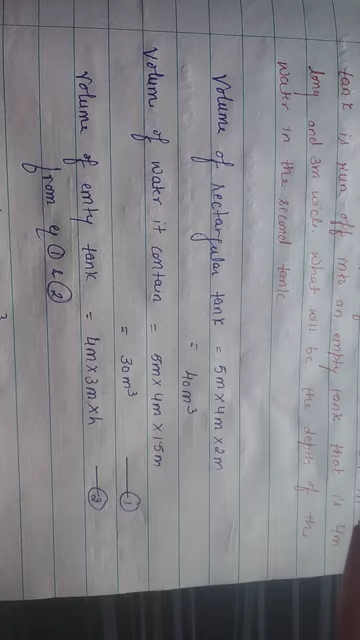 tank is run off into an empty tank that is 4m
long and 3m wide. what will be the depth of the
water in the second tank
Volume of rectangular tank = 5m x 4m x 2m
= 40m³
Volume of water it contain = 5m x 4m x 1.5m
= 30m³ —①
Volume of emty tank = 4m x 3m x h —②
from q ① & ②